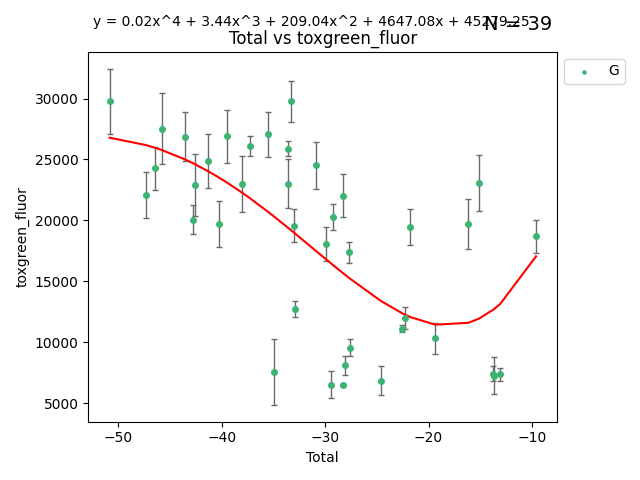 y = 0.02x^4 + 3.44x^3 + 209.04x^2 + 4647.08x +
N = 39
Total vs toxgreen_fluor
G
30000
25000
20000
15000
10000
5000
toxgreen_fluor
−50
−40
−30
−20
−10
Total